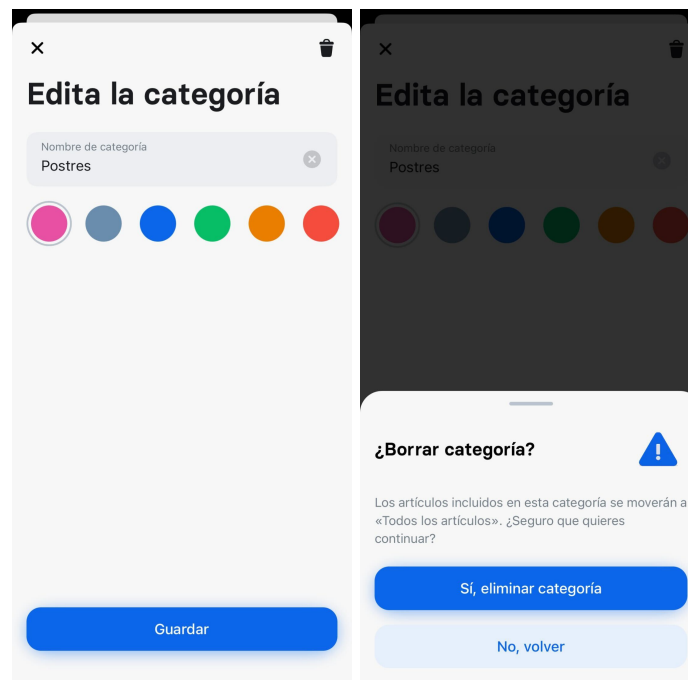 Edita la categoría
Nombre de categoría
Postres
Guardar
Edita la categoría
Nombre de categoría
Postres
¿Borrar categoría?
Los artículos incluidos en esta categoría se moverán a
«Todos los artículos». ¿Seguro que quieres
continuar?
Sí, eliminar categoría
No, volver